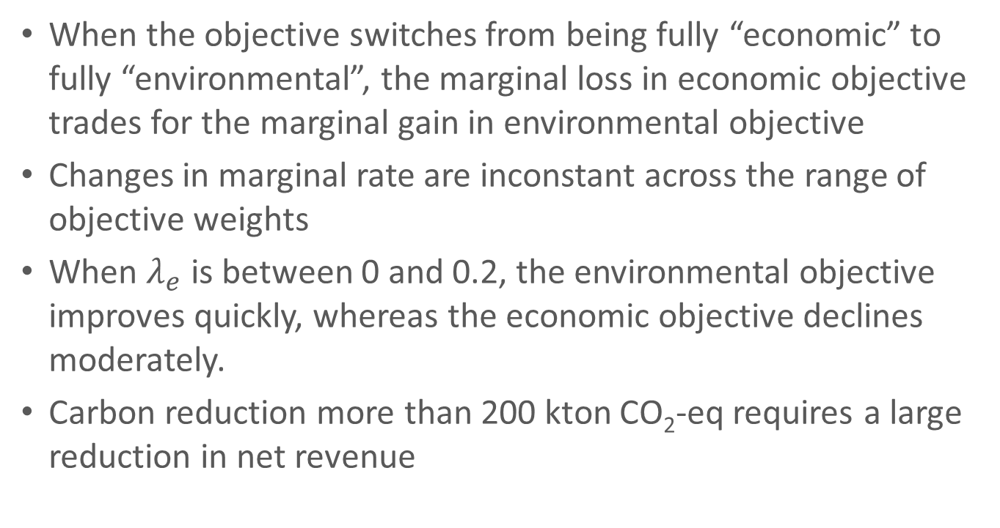 • When the objective switches from being fully “economic” to
fully “environmental”, the marginal loss in economic objective
trades for the marginal gain in environmental objective
• Changes in marginal rate are inconstant across the range of
objective weights
• When λₑ is between 0 and 0.2, the environmental objective
improves quickly, whereas the economic objective declines
moderately.
• Carbon reduction more than 200 kton CO₂-eq requires a large
reduction in net revenue